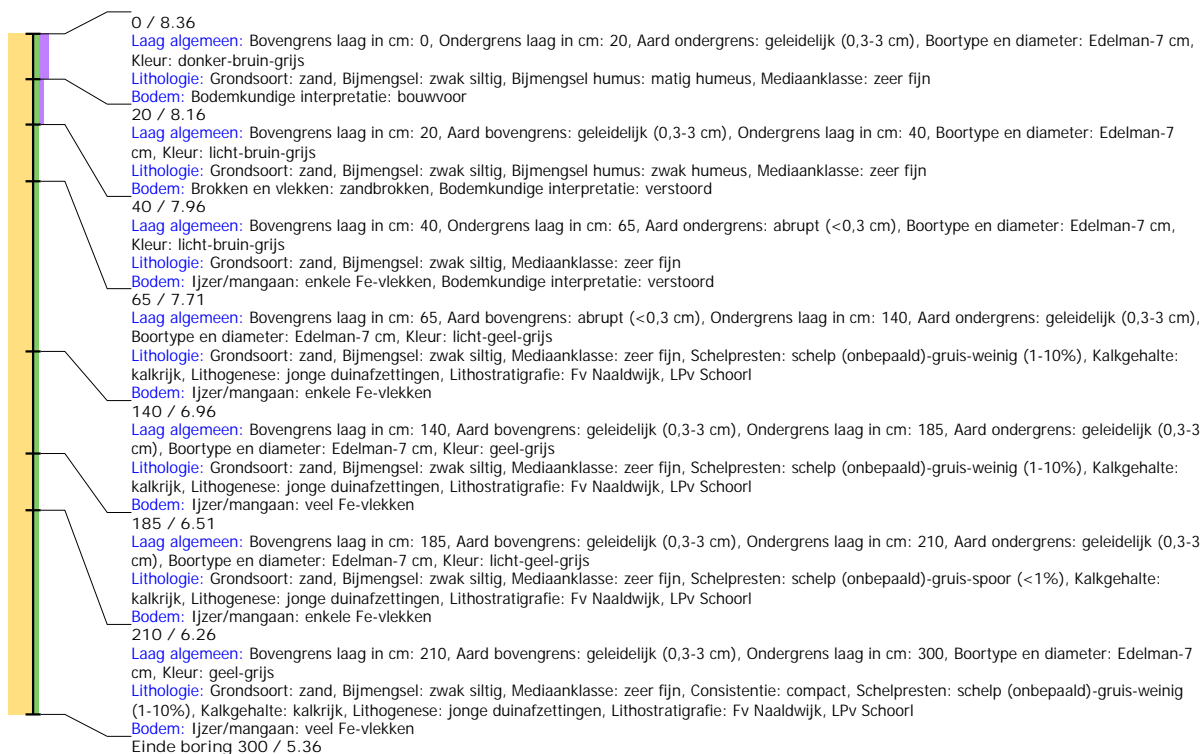 0 / 8.36
Laag algemeen: Bovengrens laag in cm: 0, Ondergrens laag in cm: 20, Aard ondergrens: geleidelijk (0,3-3 cm), Boortype en diameter: Edelman-7 cm,
Kleur: donker-bruin-grijs
Lithologie: Grondsoort: zand, Bijmengsel: zwak siltig, Bijmengsel humus: matig humeus, Mediaanklasse: zeer fijn
Bodem: Bodemkundige interpretatie: bouwvoor
20 / 8.16
Laag algemeen: Bovengrens laag in cm: 20, Aard bovengrens: geleidelijk (0,3-3 cm), Ondergrens laag in cm: 40, Boortype en diameter: Edelman-7
cm, Kleur: licht-bruin-grijs
Lithologie: Grondsoort: zand, Bijmengsel: zwak siltig, Bijmengsel humus: zwak humeus, Mediaanklasse: zeer fijn
Bodem: Brokken en vlekken: zandbrokken, Bodemkundige interpretatie: verstoord
40 / 7.96
Laag algemeen: Bovengrens laag in cm: 40, Ondergrens laag in cm: 65, Aard ondergrens: abrupt (<0,3 cm), Boortype en diameter: Edelman-7 cm,
Kleur: licht-bruin-grijs
Lithologie: Grondsoort: zand, Bijmengsel: zwak siltig, Mediaanklasse: zeer fijn
Bodem: Ijzer/mangaan: enkele Fe-vlekken, Bodemkundige interpretatie: verstoord
65 / 7.71
Laag algemeen: Bovengrens laag in cm: 65, Aard bovengrens: abrupt (<0,3 cm), Ondergrens laag in cm: 140, Aard ondergrens: geleidelijk (0,3-3 cm),
Boortype en diameter: Edelman-7 cm, Kleur: licht-geel-grijs
Lithologie: Grondsoort: zand, Bijmengsel: zwak siltig, Mediaanklasse: zeer fijn, Schelpresten: schelp (onbepaald)-gruis-weinig (1-10%), Kalkgehalte:
kalkrijk, Lithogenese: jonge duinafzettingen, Lithostratigrafie: Fv Naaldwijk, LPv Schoorl
Bodem: Ijzer/mangaan: enkele Fe-vlekken
140 / 6.96
Laag algemeen: Bovengrens laag in cm: 140, Aard bovengrens: geleidelijk (0,3-3 cm), Ondergrens laag in cm: 185, Aard ondergrens: geleidelijk (0,3-3
cm), Boortype en diameter: Edelman-7 cm, Kleur: geel-grijs
Lithologie: Grondsoort: zand, Bijmengsel: zwak siltig, Mediaanklasse: zeer fijn, Schelpresten: schelp (onbepaald)-gruis-weinig (1-10%), Kalkgehalte:
kalkrijk, Lithogenese: jonge duinafzettingen, Lithostratigrafie: Fv Naaldwijk, LPv Schoorl
Bodem: Ijzer/mangaan: veel Fe-vlekken
185 / 6.51
Laag algemeen: Bovengrens laag in cm: 185, Aard bovengrens: geleidelijk (0,3-3 cm), Ondergrens laag in cm: 210, Aard ondergrens: geleidelijk (0,3-3
cm), Boortype en diameter: Edelman-7 cm, Kleur: licht-geel-grijs
Lithologie: Grondsoort: zand, Bijmengsel: zwak siltig, Mediaanklasse: zeer fijn, Schelpresten: schelp (onbepaald)-gruis-spoor (<1%), Kalkgehalte:
kalkrijk, Lithogenese: jonge duinafzettingen, Lithostratigrafie: Fv Naaldwijk, LPv Schoorl
Bodem: Ijzer/mangaan: enkele Fe-vlekken
210 / 6.26
Laag algemeen: Bovengrens laag in cm: 210, Aard bovengrens: geleidelijk (0,3-3 cm), Ondergrens laag in cm: 300, Boortype en diameter: Edelman-7
cm, Kleur: geel-grijs
Lithologie: Grondsoort: zand, Bijmengsel: zwak siltig, Mediaanklasse: zeer fijn, Consistentie: compact, Schelpresten: schelp (onbepaald)-gruis-weinig
(1-10%), Kalkgehalte: kalkrijk, Lithogenese: jonge duinafzettingen, Lithostratigrafie: Fv Naaldwijk, LPv Schoorl
Bodem: Ijzer/mangaan: veel Fe-vlekken
Einde boring 300 / 5.36